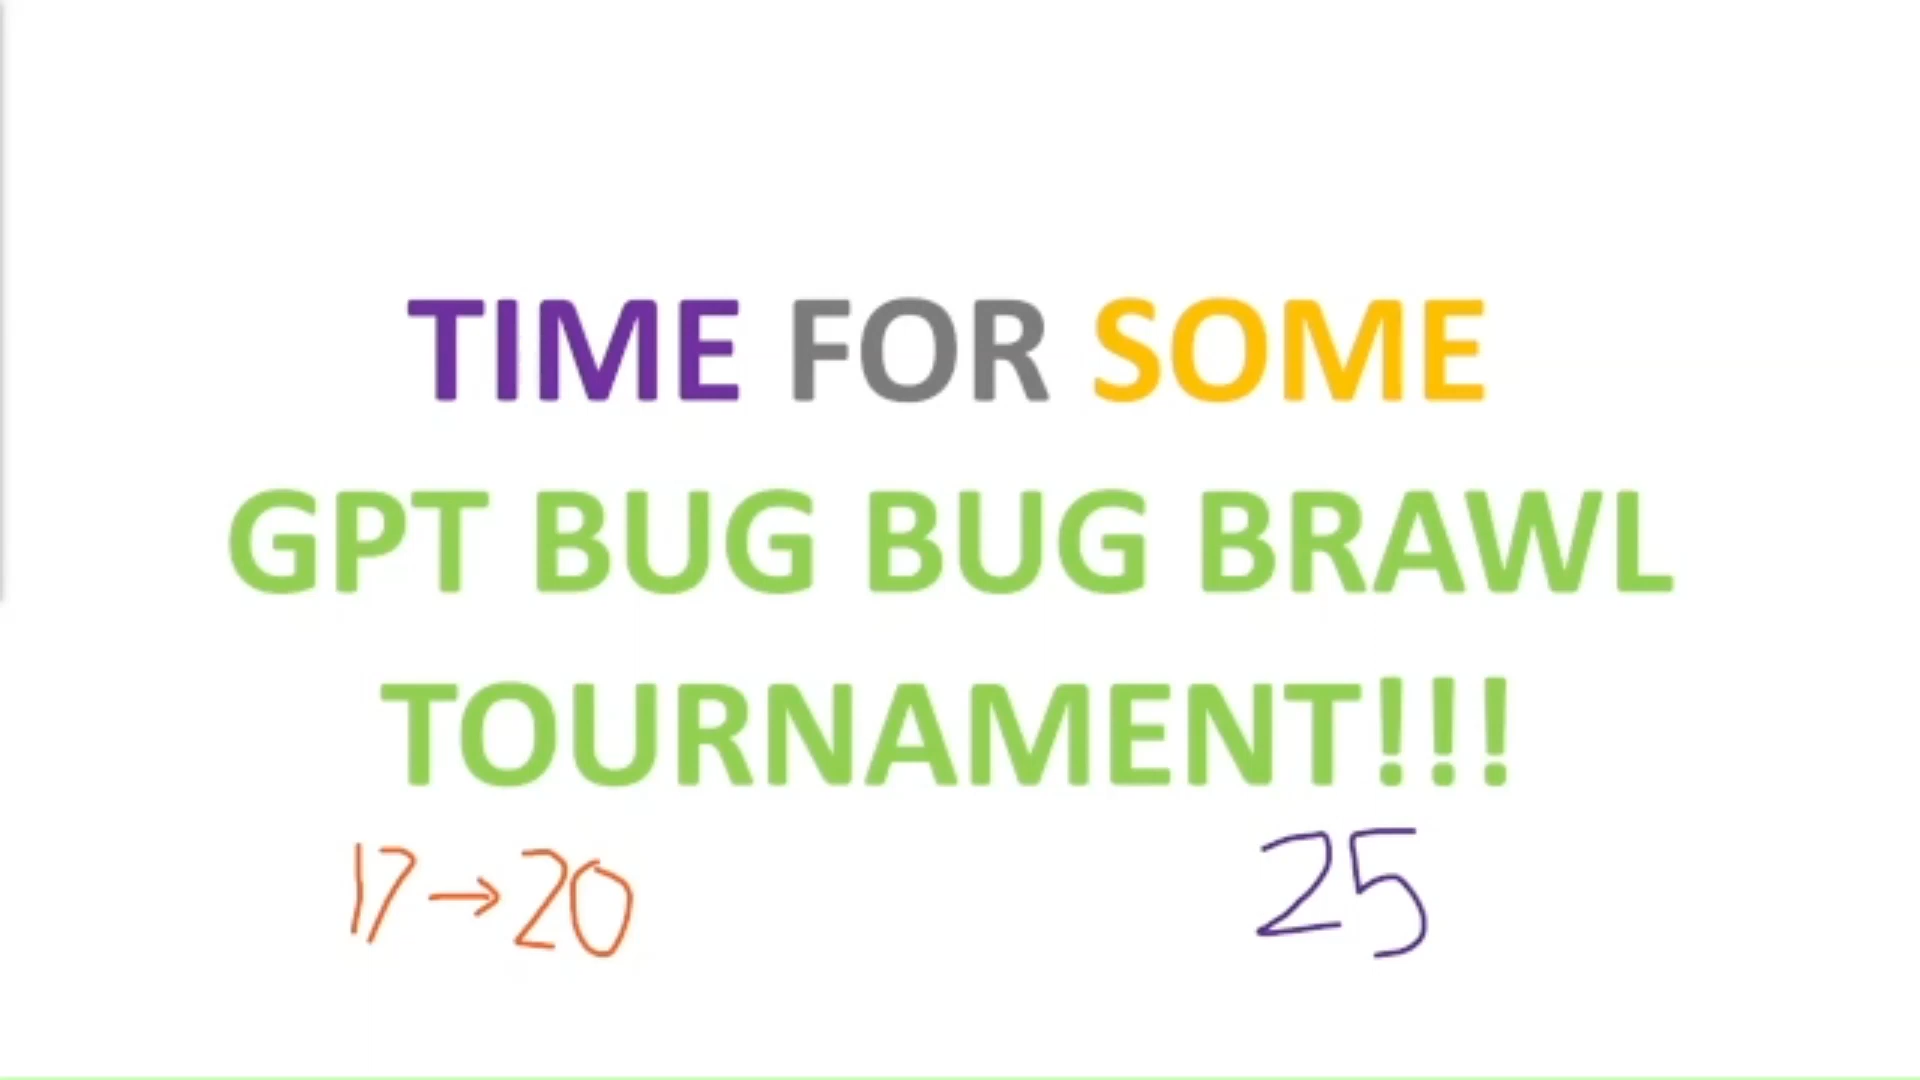 TIME FOR SOME
GPT BUG BUG BRAWL
TOURNAMENT!!!
17→20 25